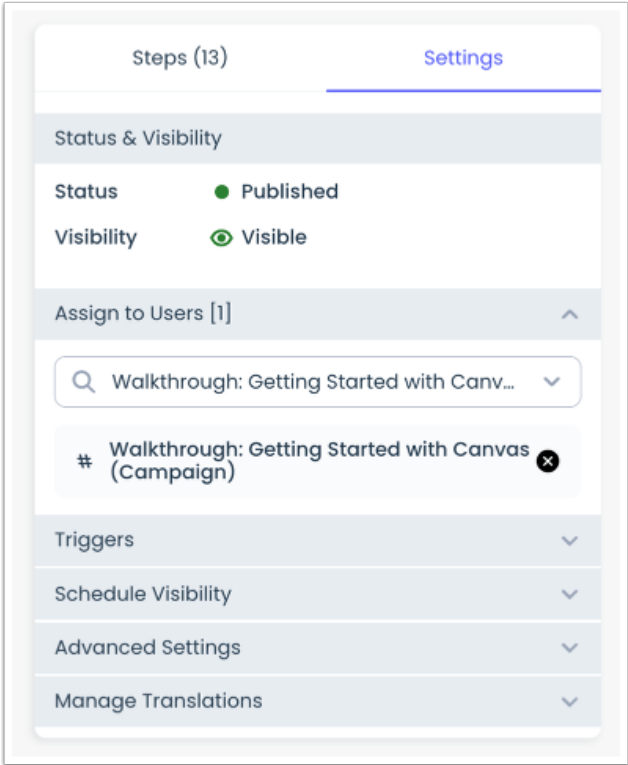 Steps (13)
Settings
Status & Visibility
Status
Published
Visibility
Visible
Assign to Users [1]
Walkthrough: Getting Started with Canv...
# Walkthrough: Getting Started with Canvas
(Campaign)
Triggers
Schedule Visibility
Advanced Settings
Manage Translations